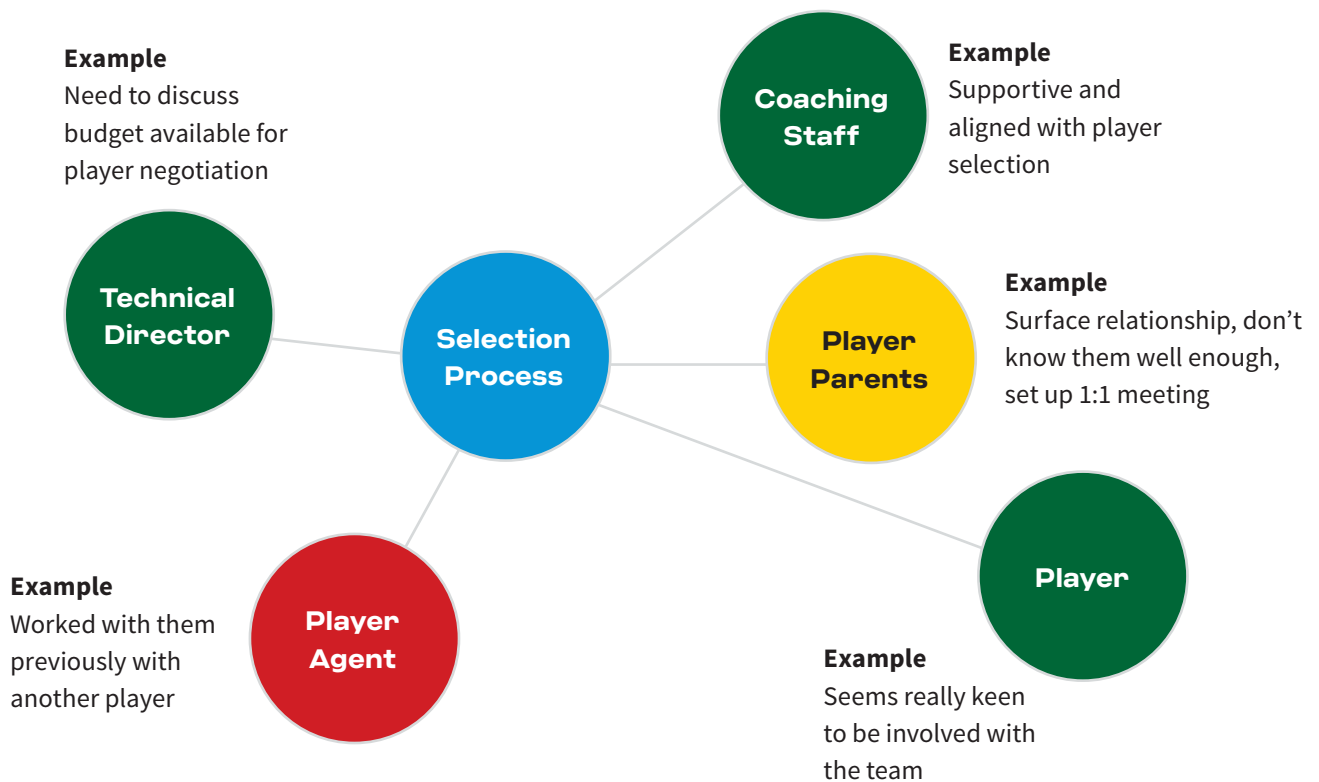 Example
Need to discuss
budget available for
player negotiation
Coaching
Staff
Example
Supportive and
aligned with player
selection
Technical
Director
Selection
Process
Player
Parents
Example
Surface relationship, don’t
know them well enough,
set up 1:1 meeting
Example
Worked with them
previously with
another player
Player
Agent
Player
Example
Seems really keen
to be involved with
the team